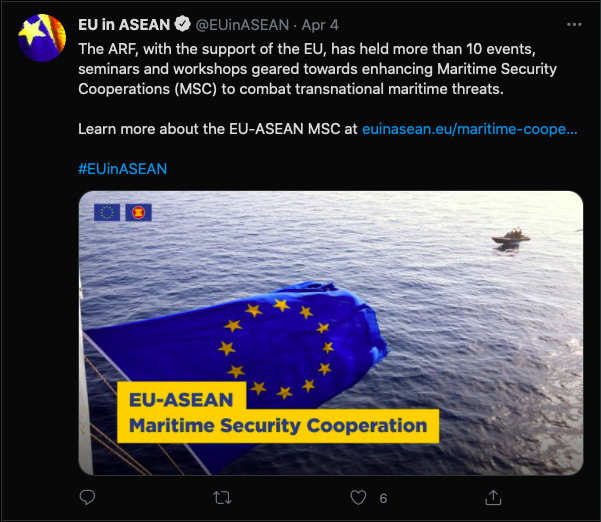 EU in ASEAN @EUinASEAN · Apr 4
The ARF, with the support of the EU, has held more than 10 events,
seminars and workshops geared towards enhancing Maritime Security
Cooperations (MSC) to combat transnational maritime threats.
Learn more about the EU-ASEAN MSC at euinasean.eu/maritime-coope...
#EUinASEAN
EU-ASEAN
Maritime Security Cooperation
6